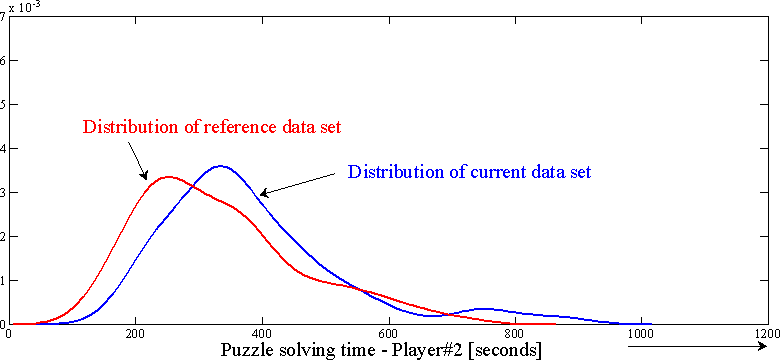 7 x 10^-3
6
5
Distribution of reference data set
4
Distribution of current data set
3
2
1
0
0 200 400 600 800 1000 1200
Puzzle solving time - Player#2 [seconds]